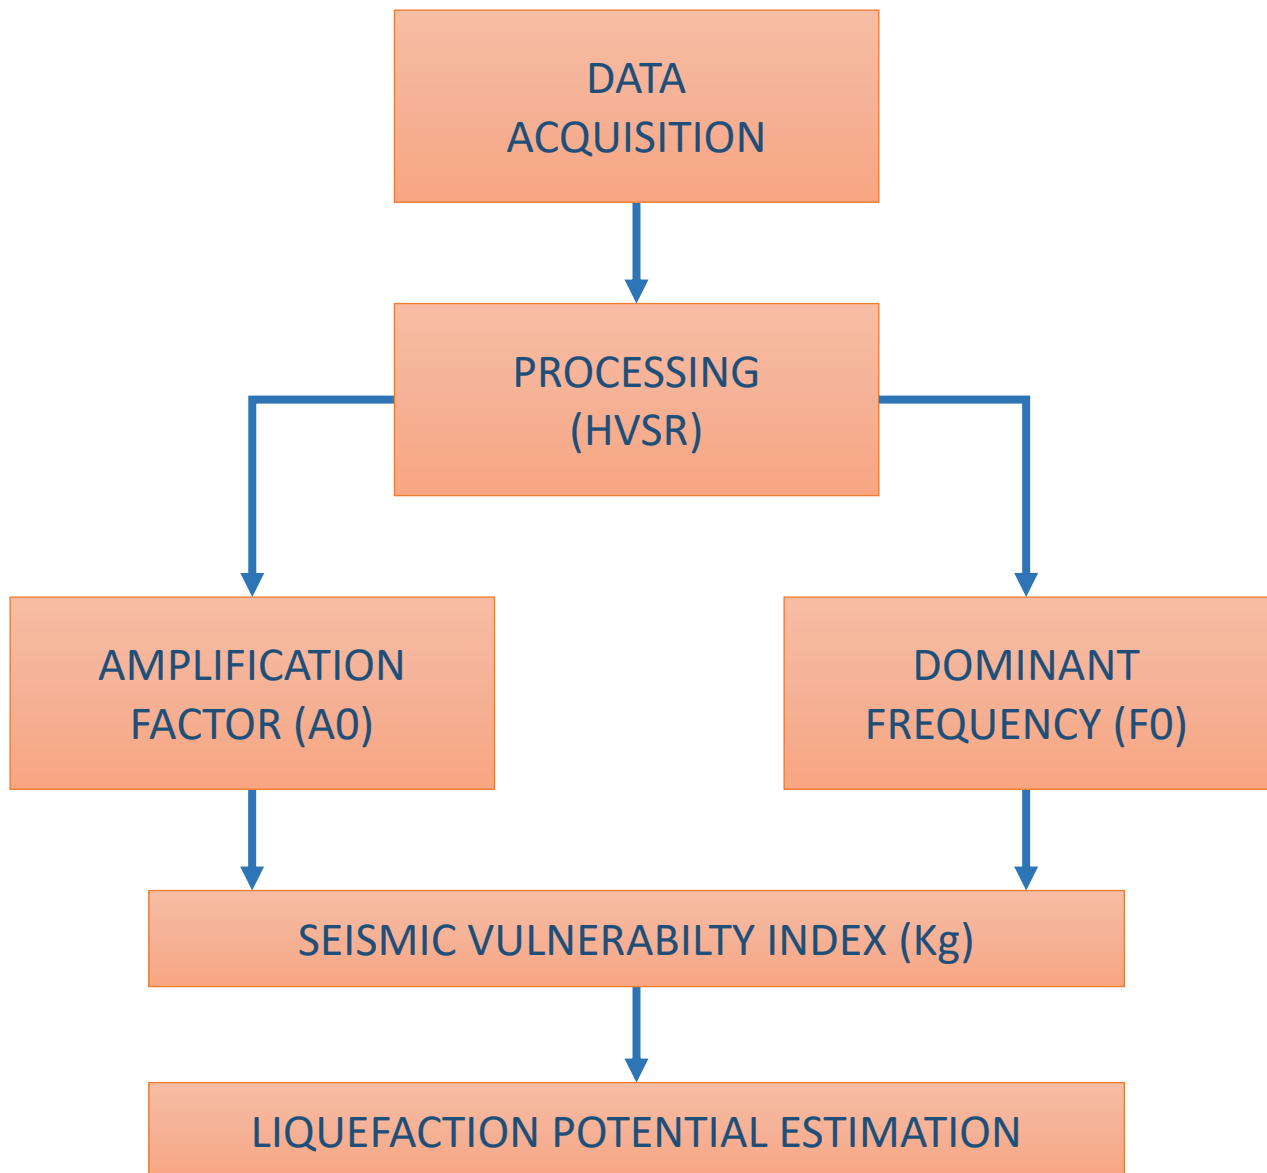 DATA
ACQUISITION
PROCESSING
(HVSR)
AMPLIFICATION
FACTOR (A0)
DOMINANT
FREQUENCY (F0)
SEISMIC VULNERABILTY INDEX (Kg)
LIQUEFACTION POTENTIAL ESTIMATION